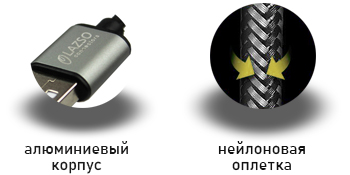 LAZSO
алюминиевый
корпус
нейлоновая
оплетка